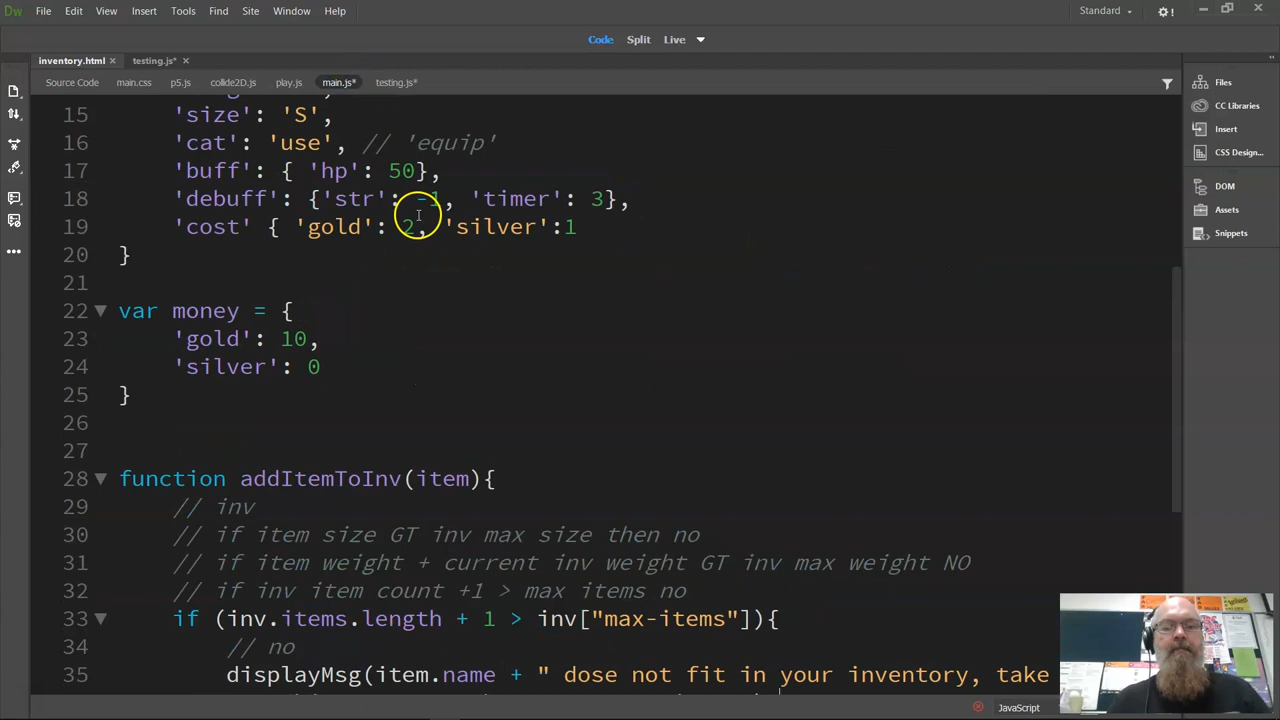 Dw File Edit View Insert Tools Find Site Window Help Standard
Code Split Live
inventory.html testing.js*
Source Code main.css p5.js collide2D.js play.js main.js* testing.js*
15 'size': 'S',
16 'cat': 'use', // 'equip'
17 'buff': { 'hp': 50},
18 'debuff': {'str': -1, 'timer': 3},
19 'cost' { 'gold': 2, 'silver':1
20 }
21
22 var money = {
23 'gold': 10,
24 'silver': 0
25 }
26
27
28 function addItemToInv(item){
29 // inv
30 // if item size GT inv max size then no
31 // if item weight + current inv weight GT inv max weight NO
32 // if inv item count +1 > max items no
33 if (inv.items.length + 1 > inv["max-items"]){
34 // no
35 displayMsg(item.name + " dose not fit in your inventory, take
Files
CC Libraries
Insert
CSS Design...
DOM
Assets
Snippets
JavaScript